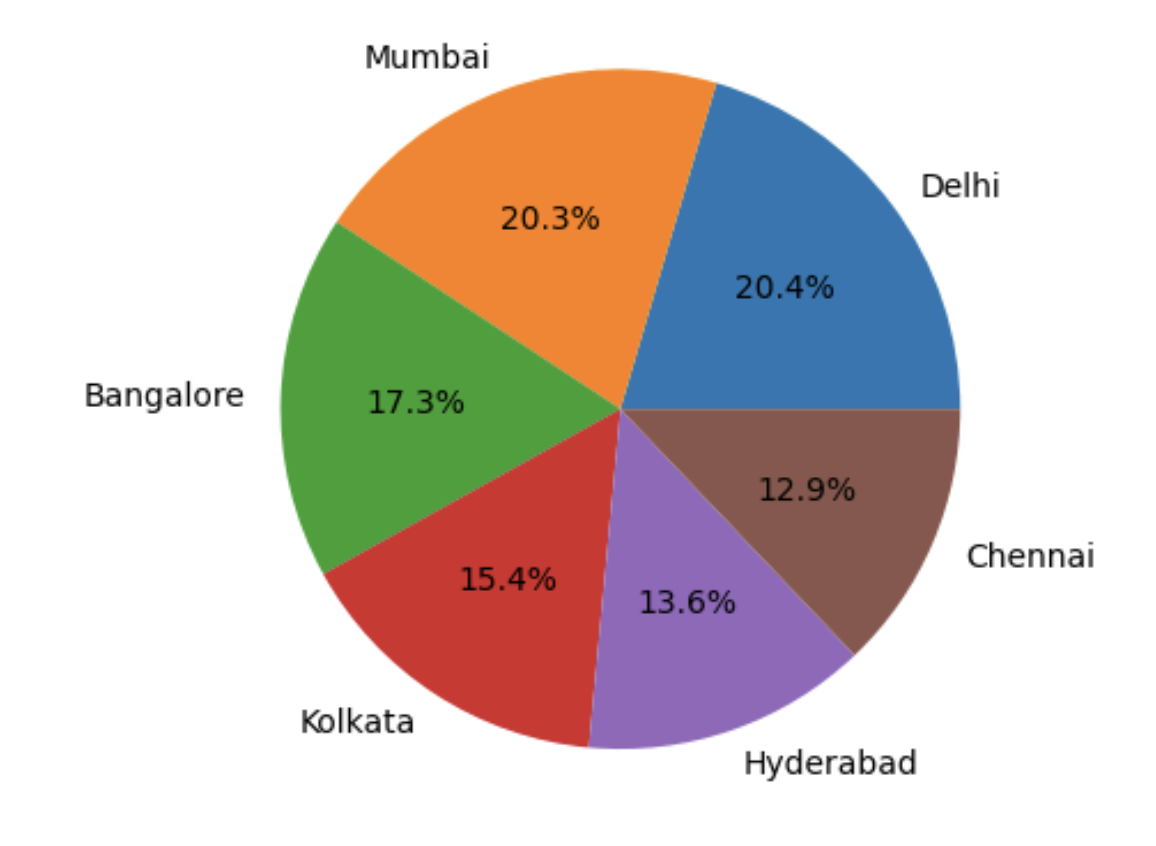 Mumbai
Delhi
20.3%
20.4%
Bangalore
17.3%
12.9%
Chennai
15.4%
13.6%
Kolkata
Hyderabad